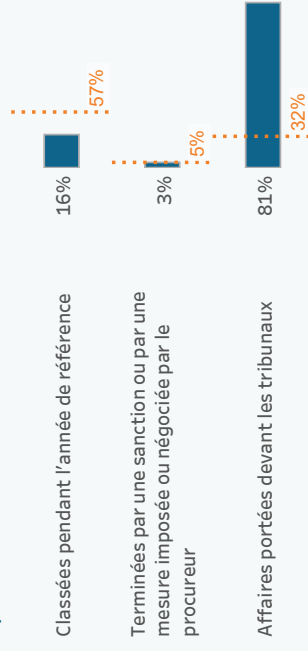 Classées pendant l'année de référence
16%
57%
Terminées par une sanction ou par une
mesure imposée ou négociée par le
procureur
3%
5%
Affaires portées devant les tribunaux
81%
32%